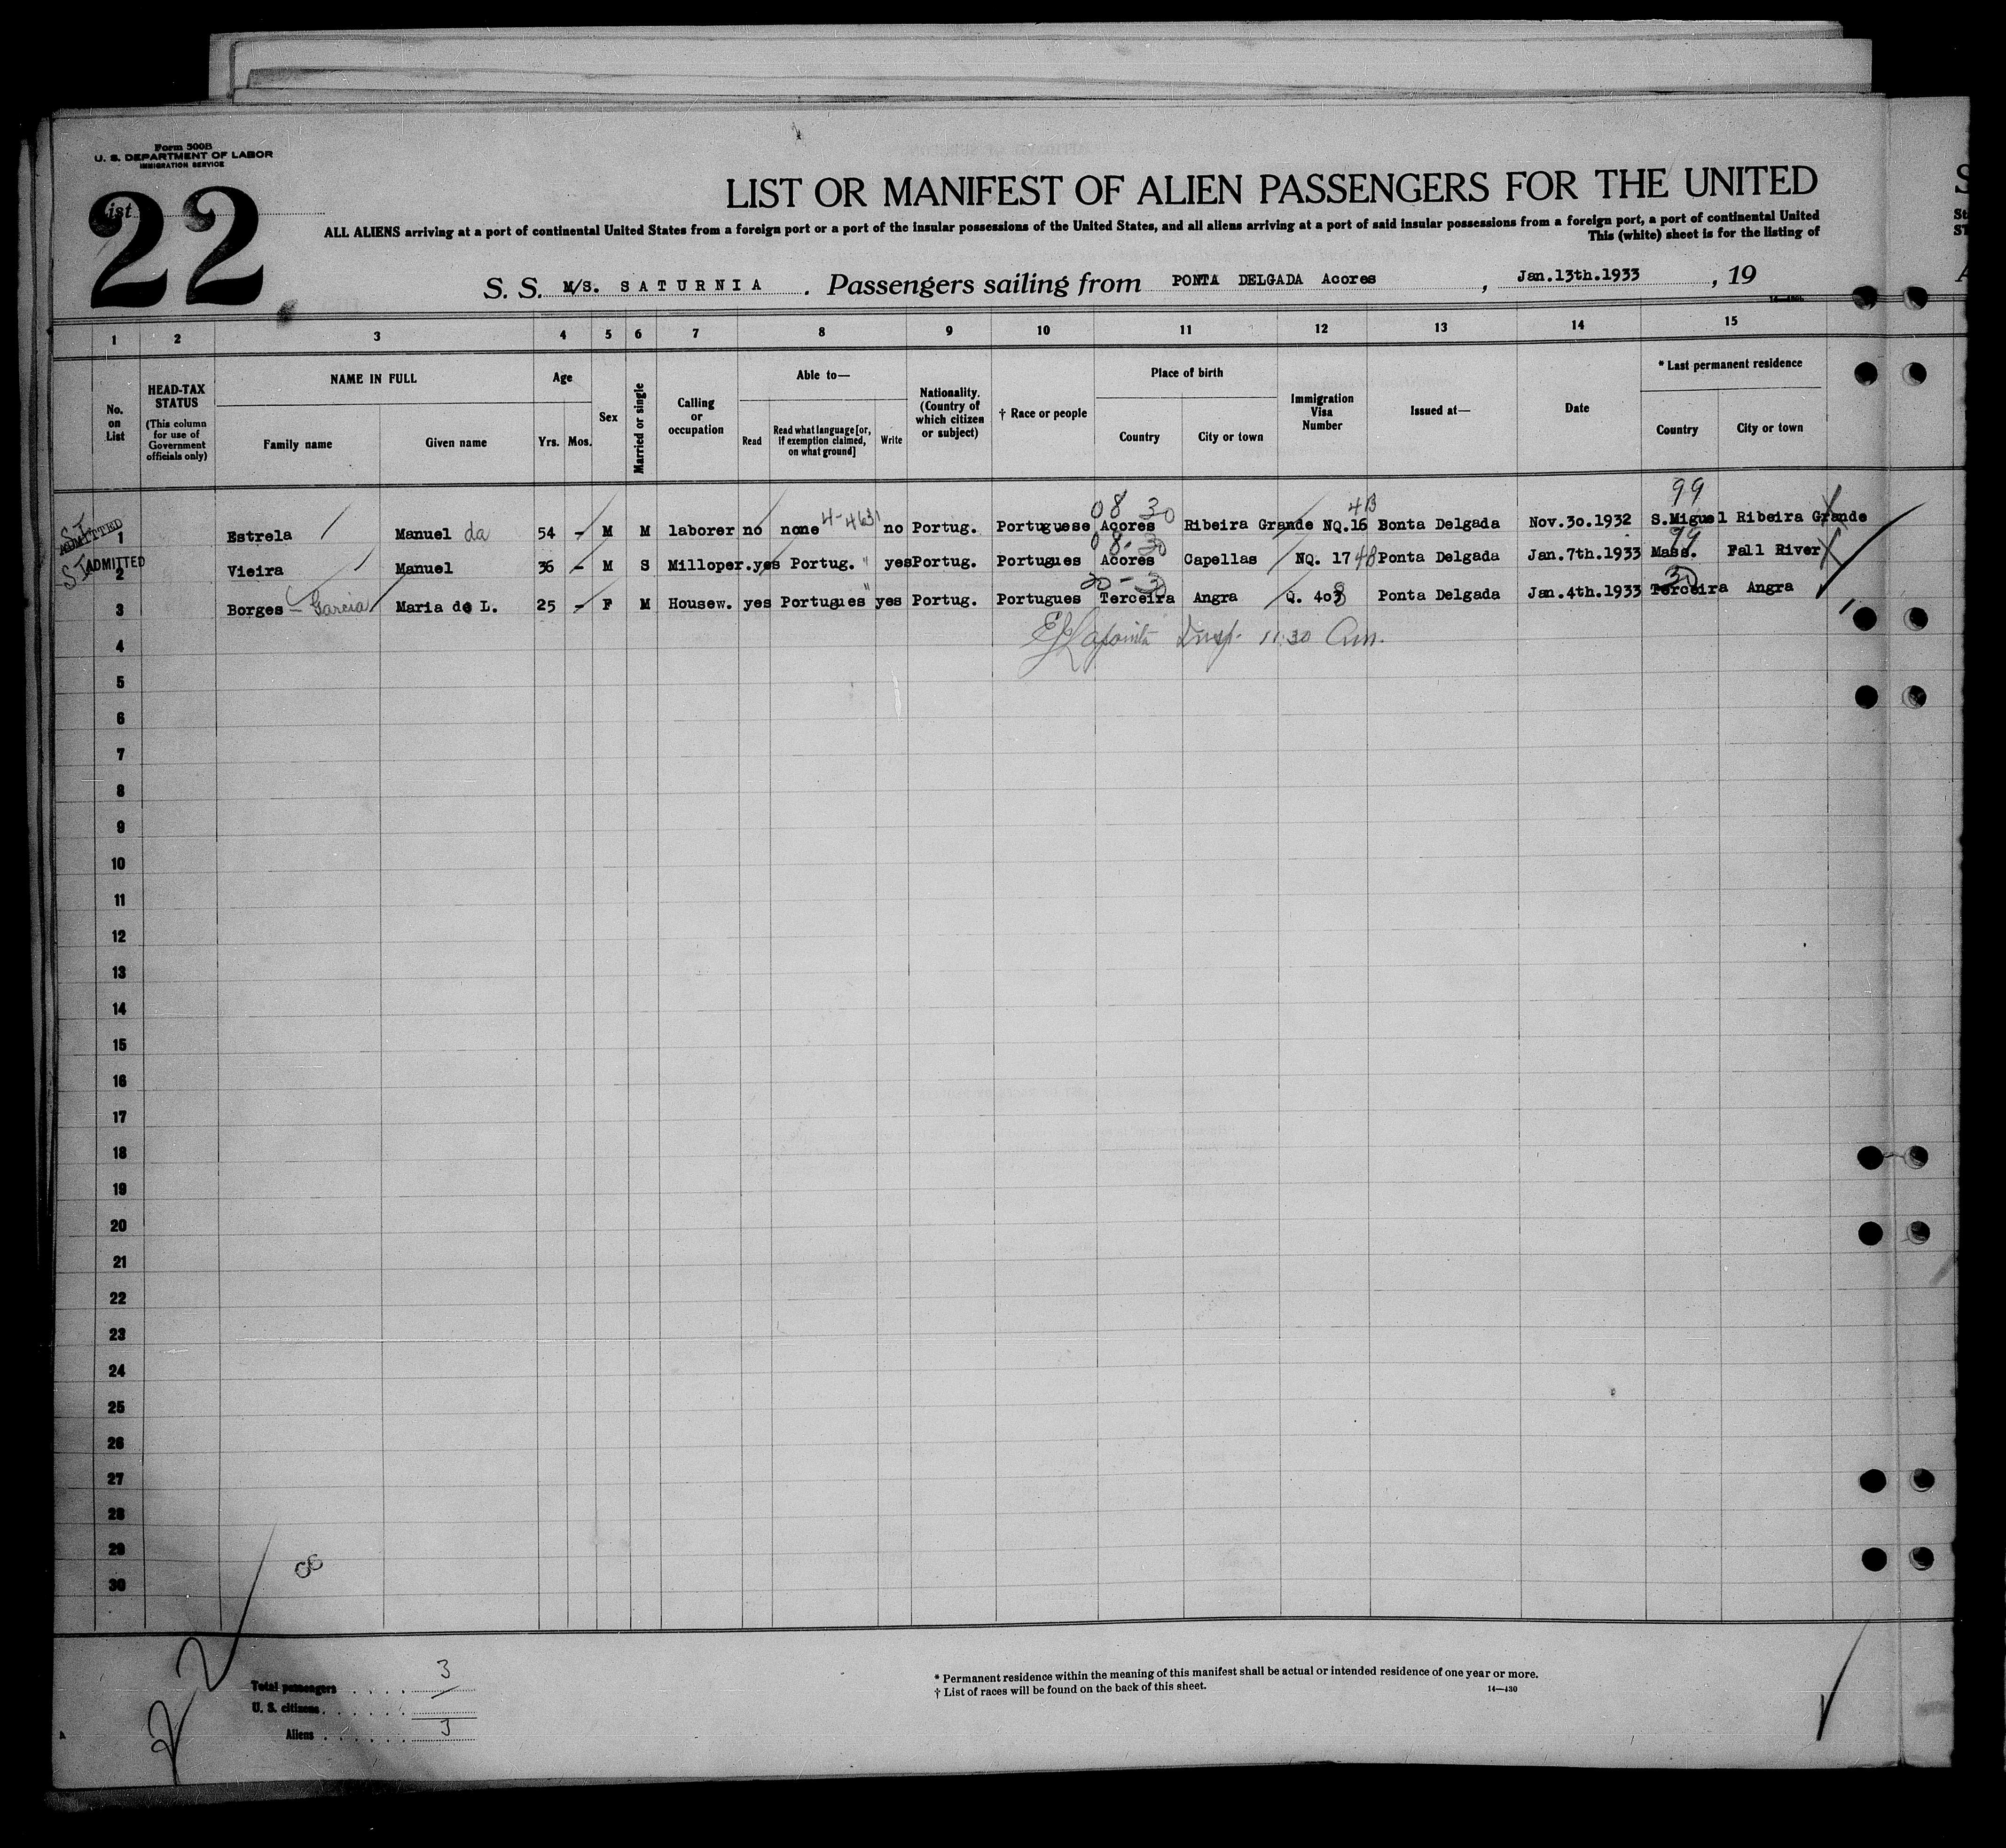 Form 500B
U. S. DEPARTMENT OF LABOR
IMMIGRATION SERVICE
List
22
LIST OR MANIFEST OF ALIEN PASSENGERS FOR THE UNITED
ALL ALIENS arriving at a port of continental United States from a foreign port or a port of the insular possessions of the United States, and all aliens arriving at a port of said insular possessions from a foreign port, a port of continental United
This (white) sheet is for the listing of
S. S. M/S. SATURNIA . Passengers sailing from PONTA DELGADA Acores , Jan.13th.1933 , 19
1 2 3 4 5 6 7 8 9 10 11 12 13 14 15
No. on List
HEAD-TAX STATUS (This column for use of Government officials only)
NAME IN FULL
Family name
Given name
Age
Yrs.
Mos.
Sex
Married or single
Calling or occupation
Able to—
Read
Read what language [or, if exemption claimed, on what ground]
Write
Nationality. (Country of which citizen or subject)
† Race or people
Place of birth
Country
City or town
Immigration Visa Number
Issued at—
Date
* Last permanent residence
Country
City or town
08 30 4B 99
SI ADMITTED 1 Estrela Manuel da 54 - M M laborer no none 4-4631 no Portug. Portuguese Acores Ribeira Grande NQ.16 Bonta Delgada Nov.30.1932 S.Miguel Ribeira Grande
08-30 99
SI ADMITTED 2 Vieira Manuel 36 - M S Milloper. yes Portug. " yes Portug. Portugues Acores Capellas NQ. 17 4B Ponta Delgada Jan.7th.1933 Mass. Fall River
30-30 30
3 Borges - Garcia Maria de L. 25 - F M Housew. yes Portugues " yes Portug. Portugues Terceira Angra Q. 403 Ponta Delgada Jan.4th.1933 Terceira Angra
4 Insp. 11:30 Am.
5
6
7
8
9
10
11
12
13
14
15
16
17
18
19
20
21
22
23
24
25
26
27
28
29
30
22
Total passengers 3
U. S. citizens
Aliens 3
* Permanent residence within the meaning of this manifest shall be actual or intended residence of one year or more.
† List of races will be found on the back of this sheet.
14—430